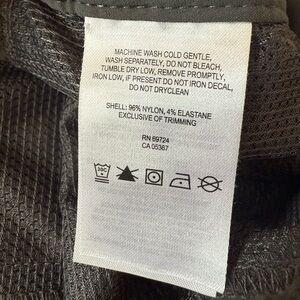 MACHINE WASH COLD GENTLE,
WASH SEPARATELY, DO NOT BLEACH,
TUMBLE DRY LOW, REMOVE PROMPTLY,
IRON LOW, IF PRESENT DO NOT IRON DECAL,
DO NOT DRYCLEAN
SHELL: 96% NYLON, 4% ELASTANE
EXCLUSIVE OF TRIMMING
RN 69724
CA 05367
30C